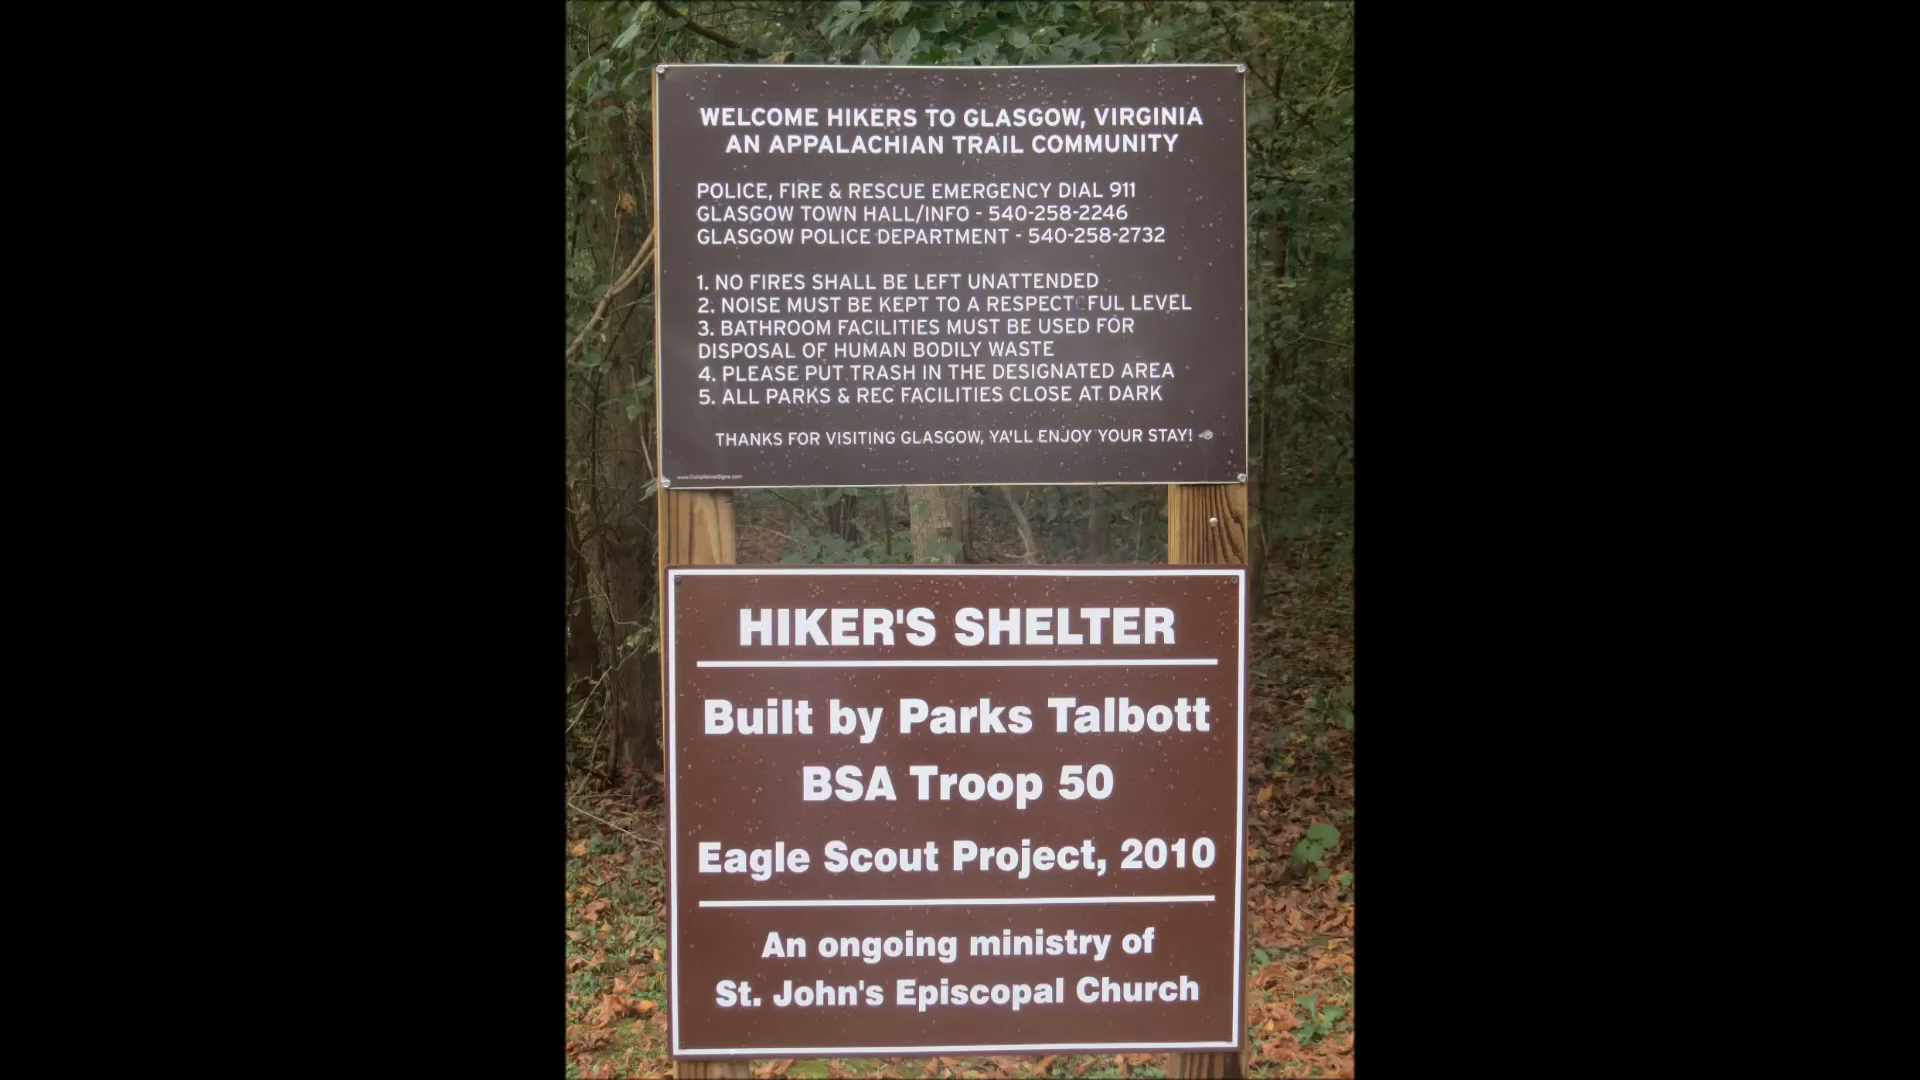 WELCOME HIKERS TO GLASGOW, VIRGINIA
AN APPALACHIAN TRAIL COMMUNITY
POLICE, FIRE & RESCUE EMERGENCY DIAL 911
GLASGOW TOWN HALL/INFO - 540-258-2246
GLASGOW POLICE DEPARTMENT - 540-258-2732
1. NO FIRES SHALL BE LEFT UNATTENDED
2. NOISE MUST BE KEPT TO A RESPECT FUL LEVEL
3. BATHROOM FACILITIES MUST BE USED FOR
DISPOSAL OF HUMAN BODILY WASTE
4. PLEASE PUT TRASH IN THE DESIGNATED AREA
5. ALL PARKS & REC FACILITIES CLOSE AT DARK
THANKS FOR VISITING GLASGOW, YA'LL ENJOY YOUR STAY!
www.ComplianceSigns.com
HIKER'S SHELTER
Built by Parks Talbott
BSA Troop 50
Eagle Scout Project, 2010
An ongoing ministry of
St. John's Episcopal Church